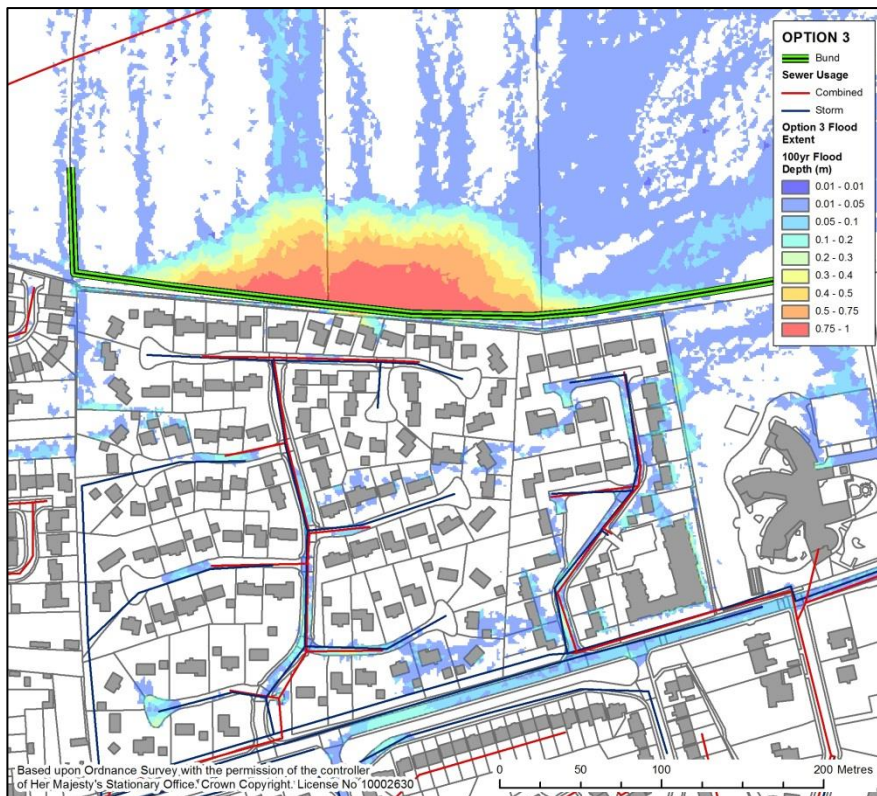 OPTION 3
Bund
Sewer Usage
Combined
Storm
Option 3 Flood
Extent
100yr Flood
Depth (m)
0.01 - 0.01
0.01 - 0.05
0.05 - 0.1
0.1 - 0.2
0.2 - 0.3
0.3 - 0.4
0.4 - 0.5
0.5 - 0.75
0.75 - 1
Based upon Ordnance Survey with the permission of the controller
of Her Majesty's Stationary Office. Crown Copyright. License No 10002630
0 50 100 200 Metres